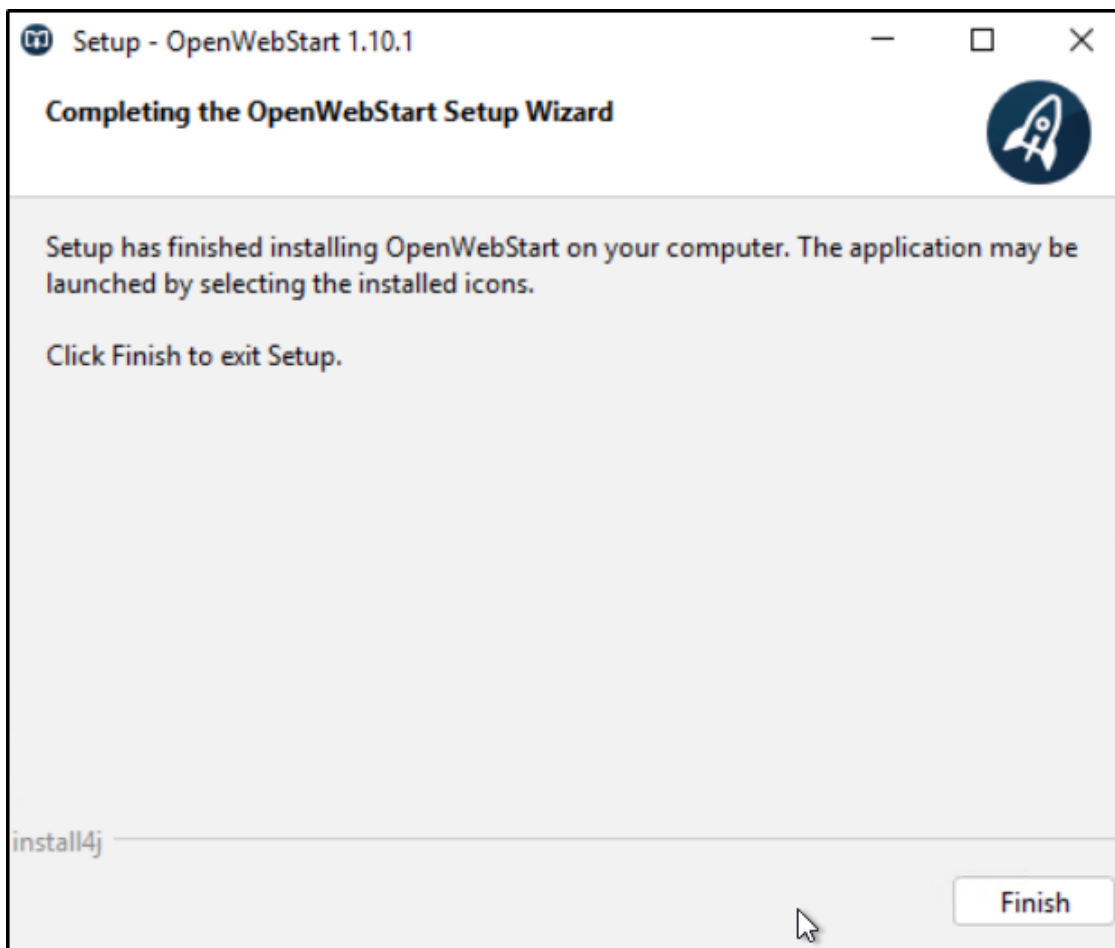 Setup - OpenWebStart 1.10.1
Completing the OpenWebStart Setup Wizard
Setup has finished installing OpenWebStart on your computer. The application may be
launched by selecting the installed icons.
Click Finish to exit Setup.
install4j
Finish